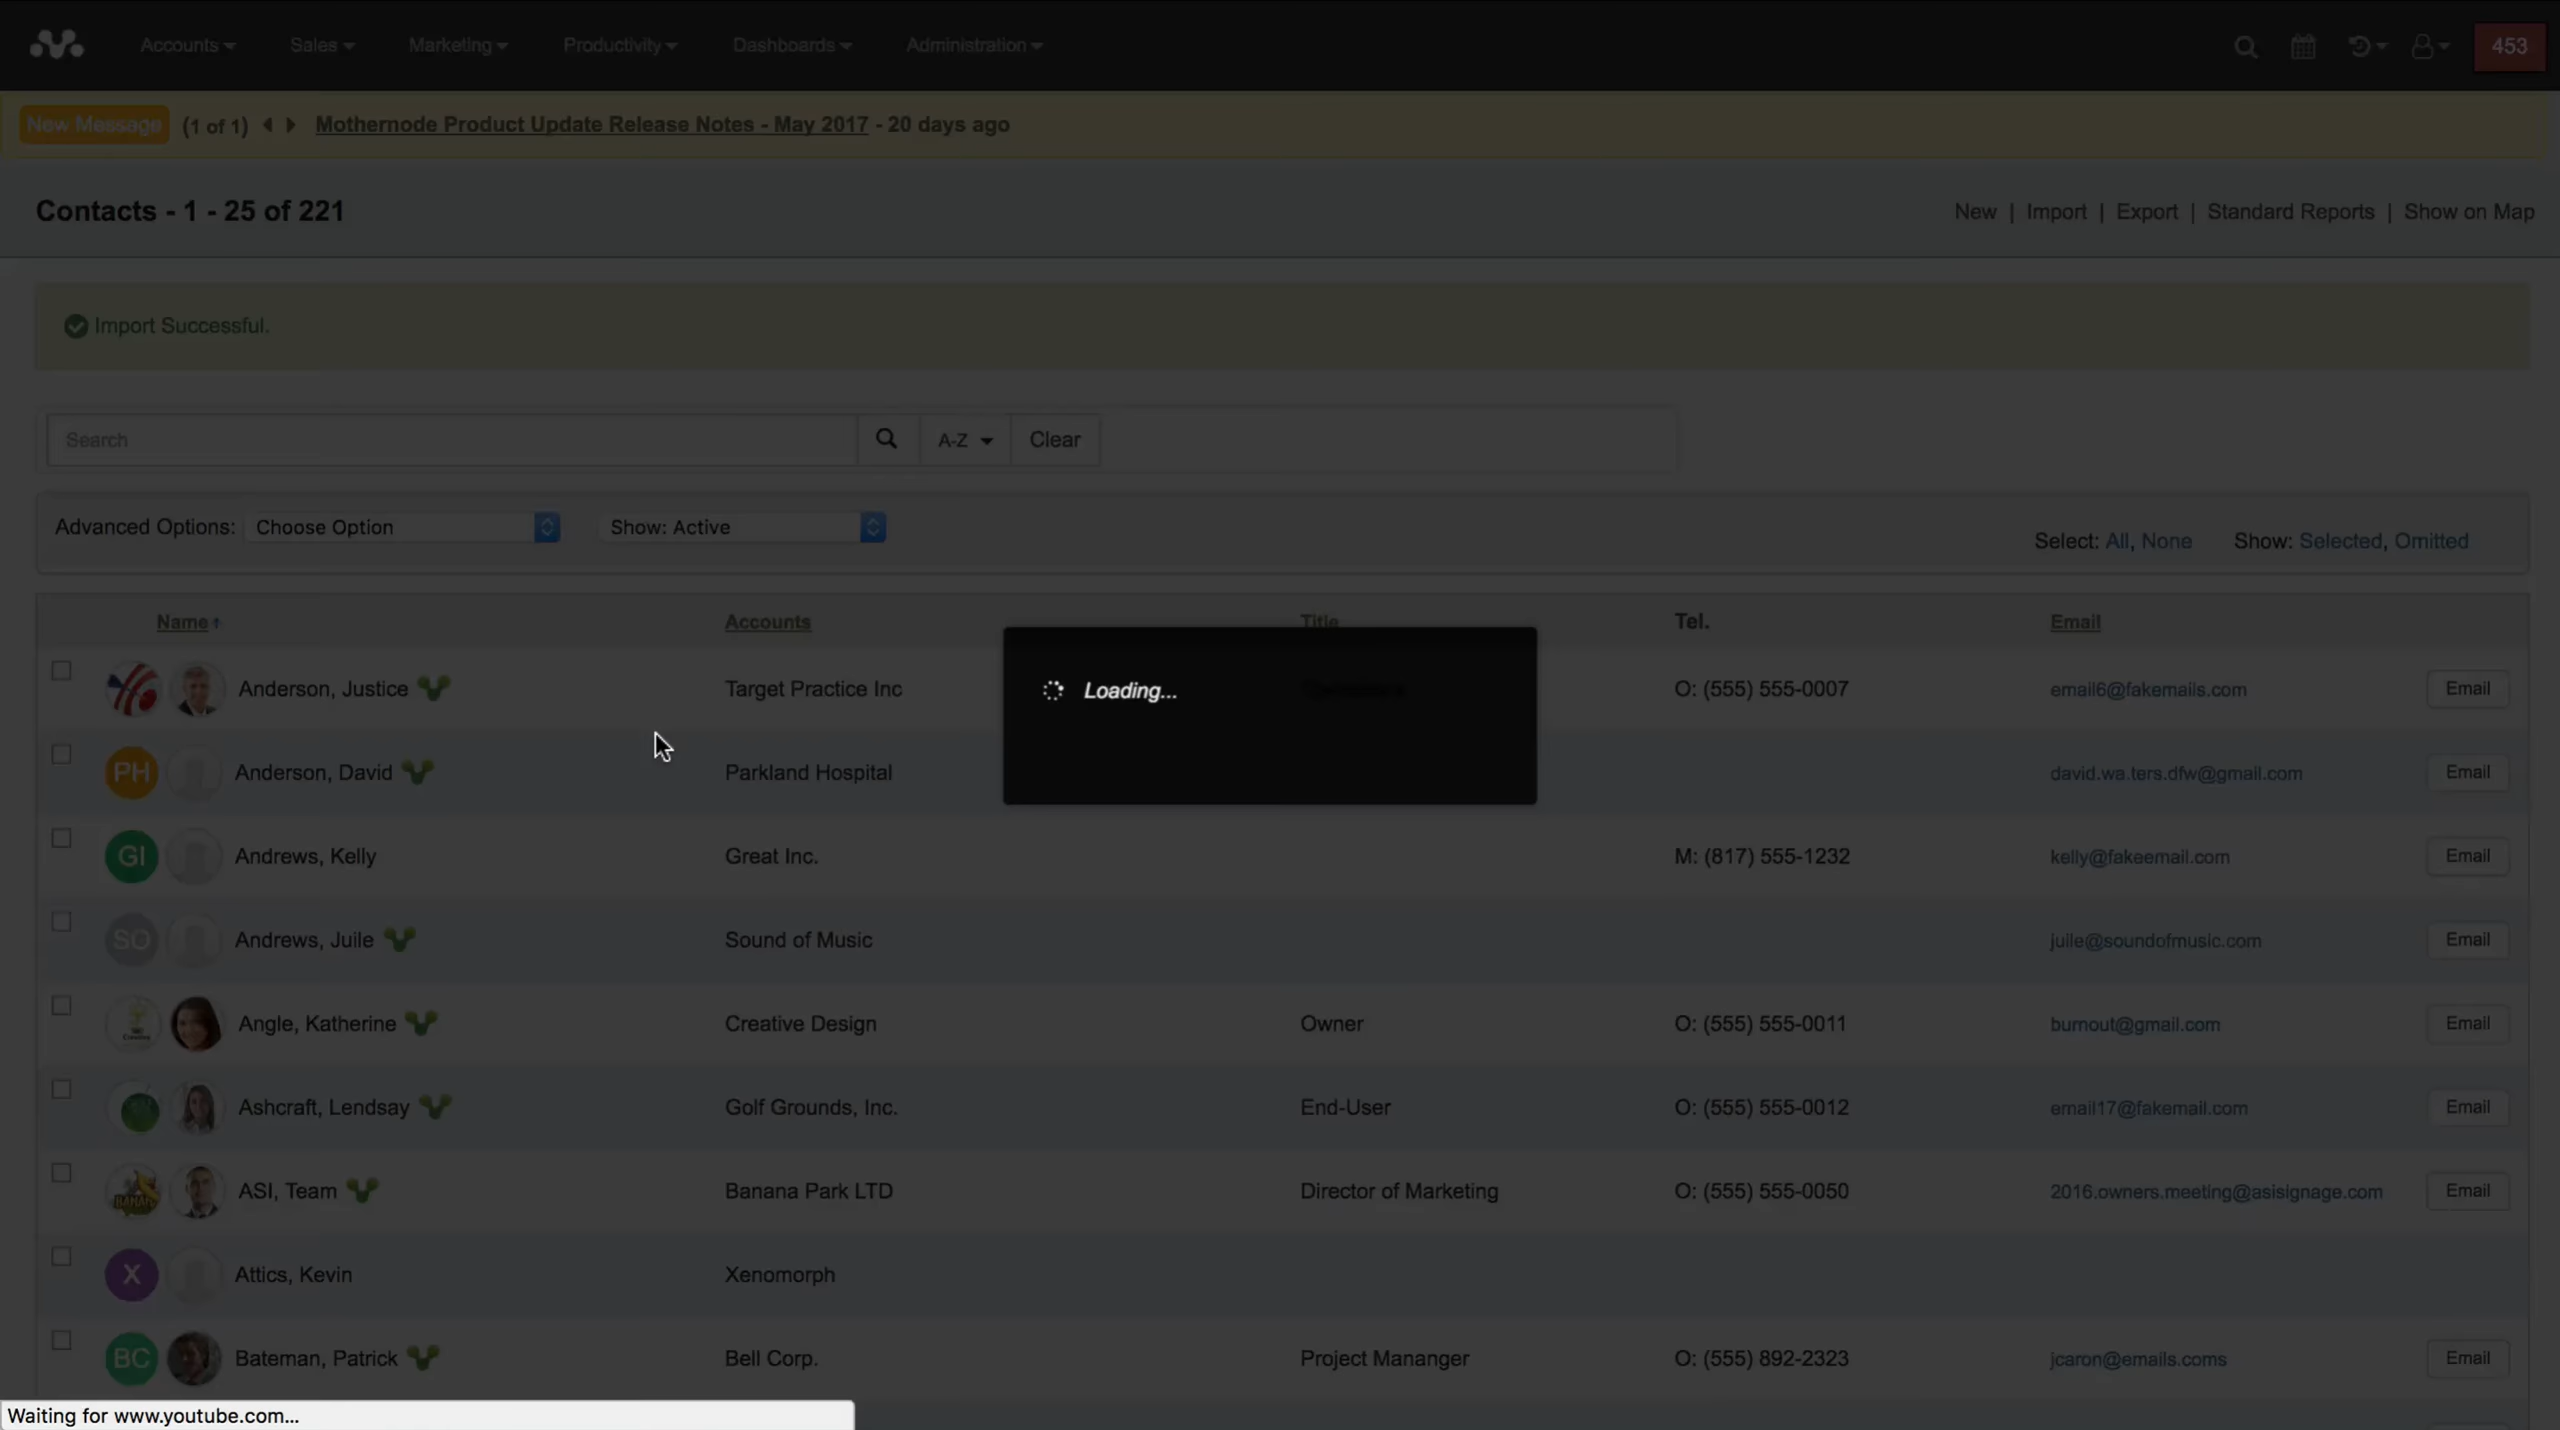 Accounts Sales Marketing Productivity Dashboards Administration 453
New Message (1 of 1) Mothernode Product Update Release Notes - May 2017 - 20 days ago
Contacts - 1 - 25 of 221 New | Import | Export | Standard Reports | Show on Map
Import Successful.
Search A-Z Clear
Advanced Options: Choose Option Show: Active Select: All, None Show: Selected, Omitted
Name Accounts Title Tel. Email
Anderson, Justice Target Practice Inc Loading... O: (555) 555-0007 email6@fakemails.com Email
PH Anderson, David Parkland Hospital david.wa.ters.dfw@gmail.com Email
GI Andrews, Kelly Great Inc. M: (817) 555-1232 kelly@fakeemail.com Email
SO Andrews, Juile Sound of Music juile@soundofmusic.com Email
Angle, Katherine Creative Design Owner O: (555) 555-0011 burnout@gmail.com Email
Ashcraft, Lendsay Golf Grounds, Inc. End-User O: (555) 555-0012 email17@fakemail.com Email
ASI, Team Banana Park LTD Director of Marketing O: (555) 555-0050 2016.owners.meeting@asisignage.com Email
X Attics, Kevin Xenomorph
BC Bateman, Patrick Bell Corp. Project Mananger O: (555) 892-2323 jcaron@emails.coms Email
Waiting for www.youtube.com...